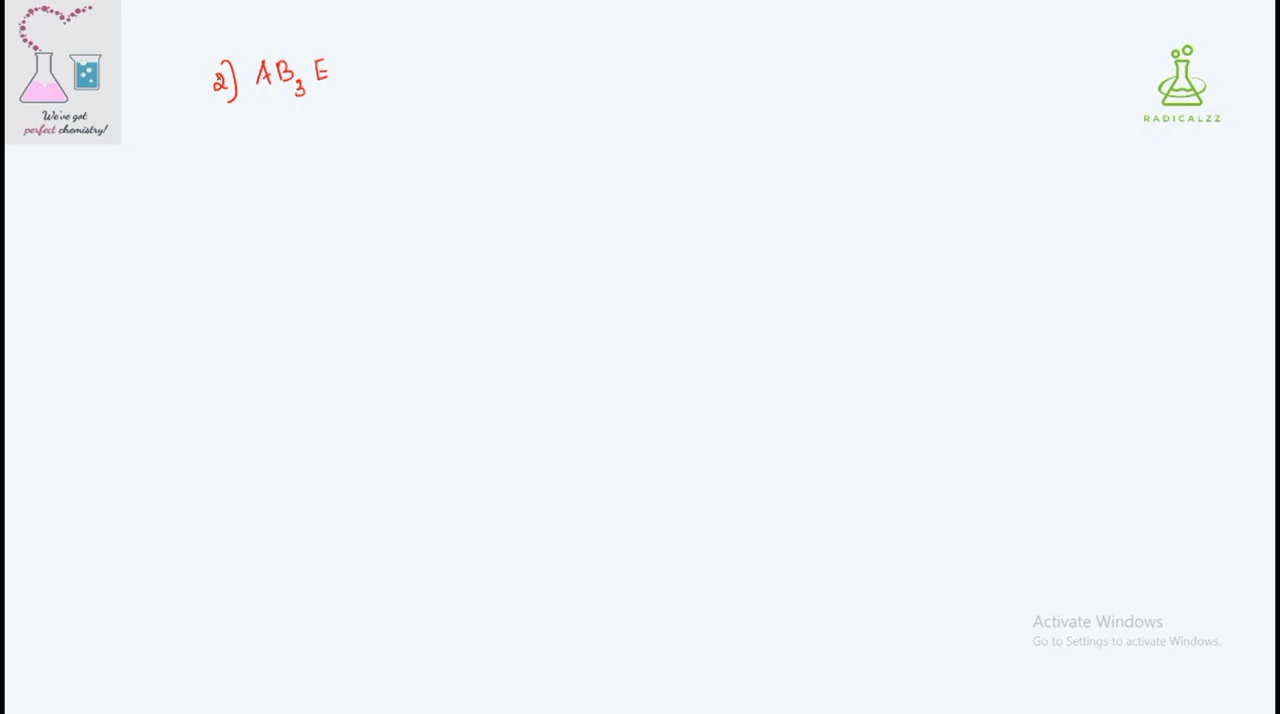 We've got
perfect chemistry!
2) AB₃E
RADICALZZ
Activate Windows
Go to Settings to activate Windows.